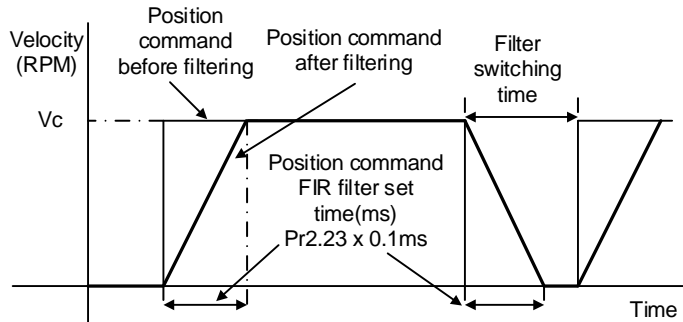 Velocity
(RPM)
Position
command
before filtering
Position command
after filtering
Filter
switching
time
Vc
Position command
FIR filter set
time(ms)
Pr2.23 x 0.1ms
Time